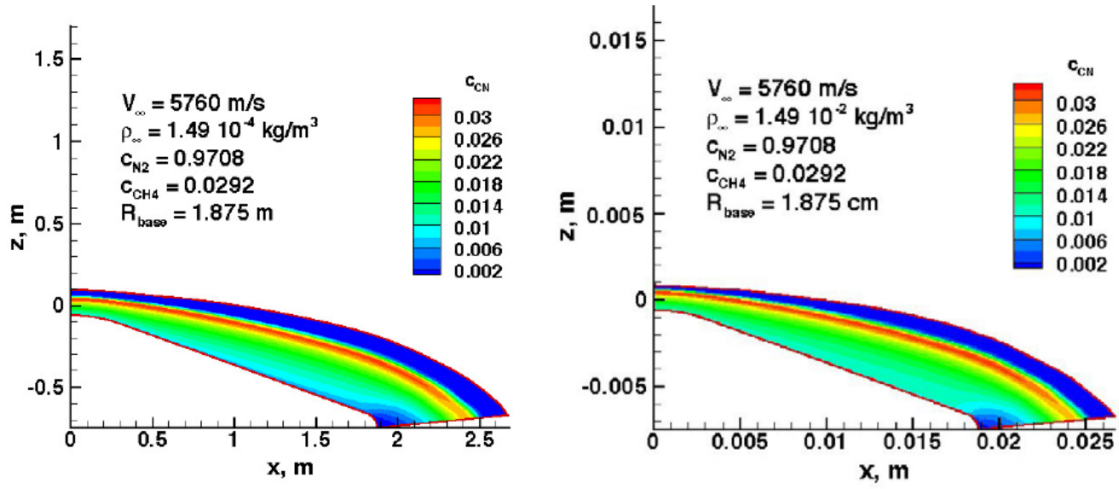 V∞ = 5760 m/s
ρ∞ = 1.49 10⁻⁴ kg/m³
cN2 = 0.9708
cCH4 = 0.0292
Rbase = 1.875 m
cCN
0.03
0.026
0.022
0.018
0.014
0.01
0.006
0.002
z, m
1.5
1
0.5
0
-0.5
0
0.5
1
1.5
2
2.5
x, m
V∞ = 5760 m/s
ρ∞ = 1.49 10⁻² kg/m³
cN2 = 0.9708
cCH4 = 0.0292
Rbase = 1.875 cm
cCN
0.03
0.026
0.022
0.018
0.014
0.01
0.006
0.002
z, m
0.015
0.01
0.005
0
-0.005
0
0.005
0.01
0.015
0.02
0.025
x, m